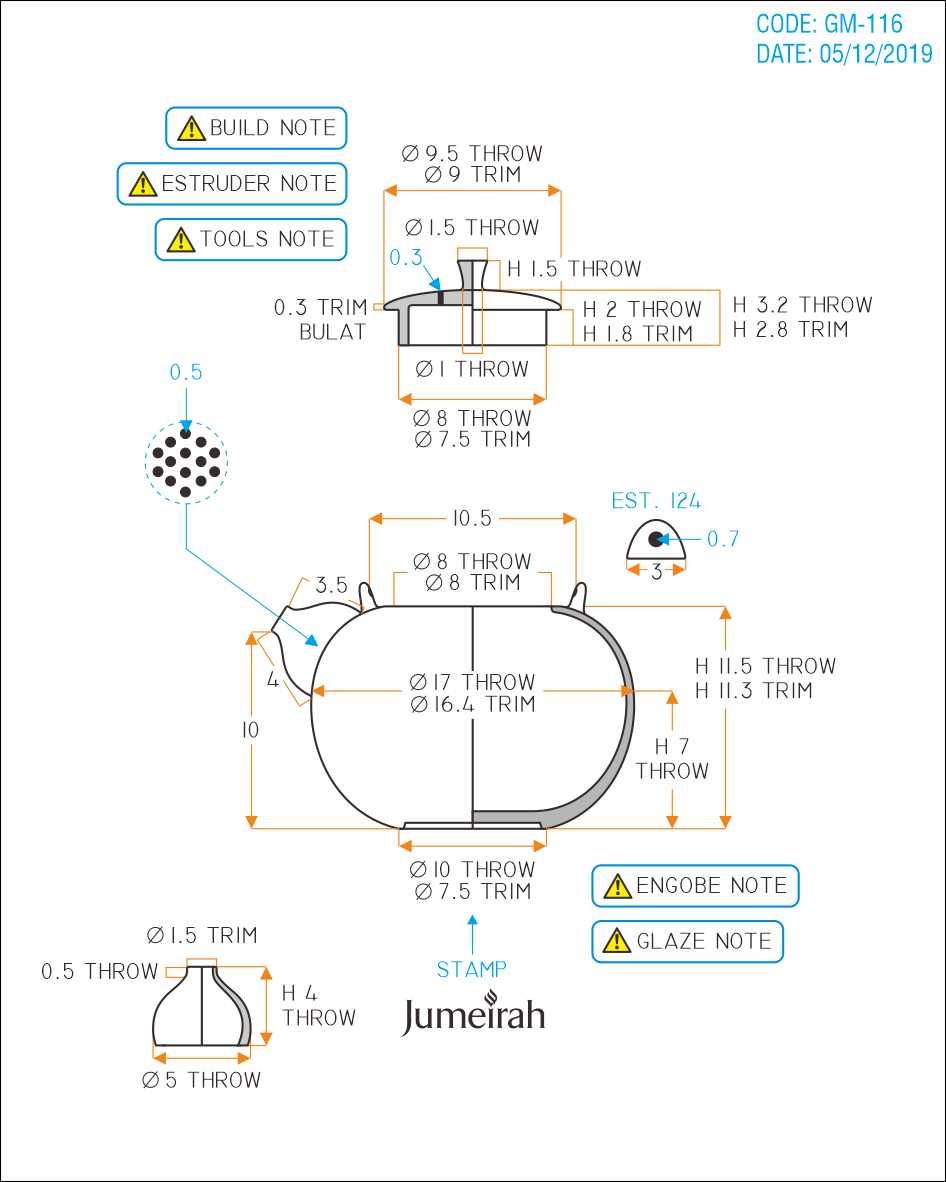 CODE: GM-116
DATE: 05/12/2019
BUILD NOTE
ESTRUDER NOTE
TOOLS NOTE
Ø 9.5 THROW
Ø 9 TRIM
Ø 1.5 THROW
0.3
H 1.5 THROW
0.3 TRIM
BULAT
H 2 THROW
H 1.8 TRIM
H 3.2 THROW
H 2.8 TRIM
Ø 1 THROW
Ø 8 THROW
Ø 7.5 TRIM
0.5
10.5
EST. 124
0.7
3
Ø 8 THROW
Ø 8 TRIM
3.5
4
10
Ø 17 THROW
Ø 16.4 TRIM
H 11.5 THROW
H 11.3 TRIM
H 7
THROW
Ø 10 THROW
Ø 7.5 TRIM
ENGOBE NOTE
GLAZE NOTE
STAMP
Jumeirah
Ø 1.5 TRIM
0.5 THROW
H 4
THROW
Ø 5 THROW